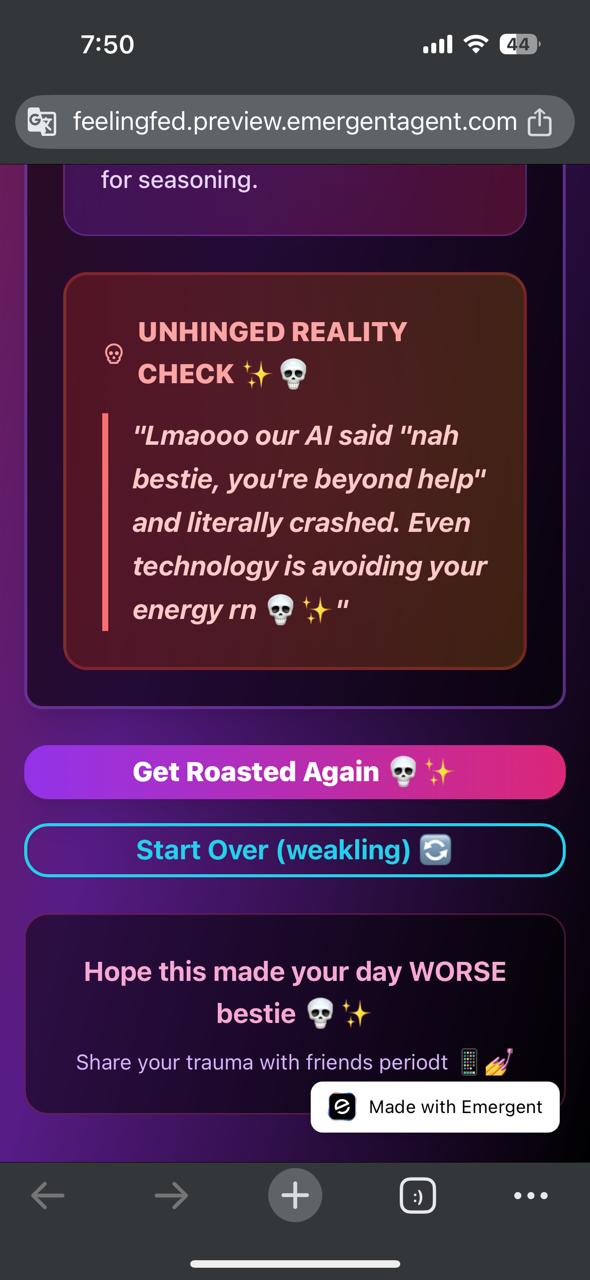 7:50
44
feelingfed.preview.emergentagent.com
for seasoning.
UNHINGED REALITY
CHECK ✨💀
"Lmaooo our AI said "nah
bestie, you're beyond help"
and literally crashed. Even
technology is avoiding your
energy rn 💀✨"
Get Roasted Again 💀✨
Start Over (weakling) 🔄
Hope this made your day WORSE
bestie 💀✨
Share your trauma with friends periodt 📱💅
Made with Emergent
:)